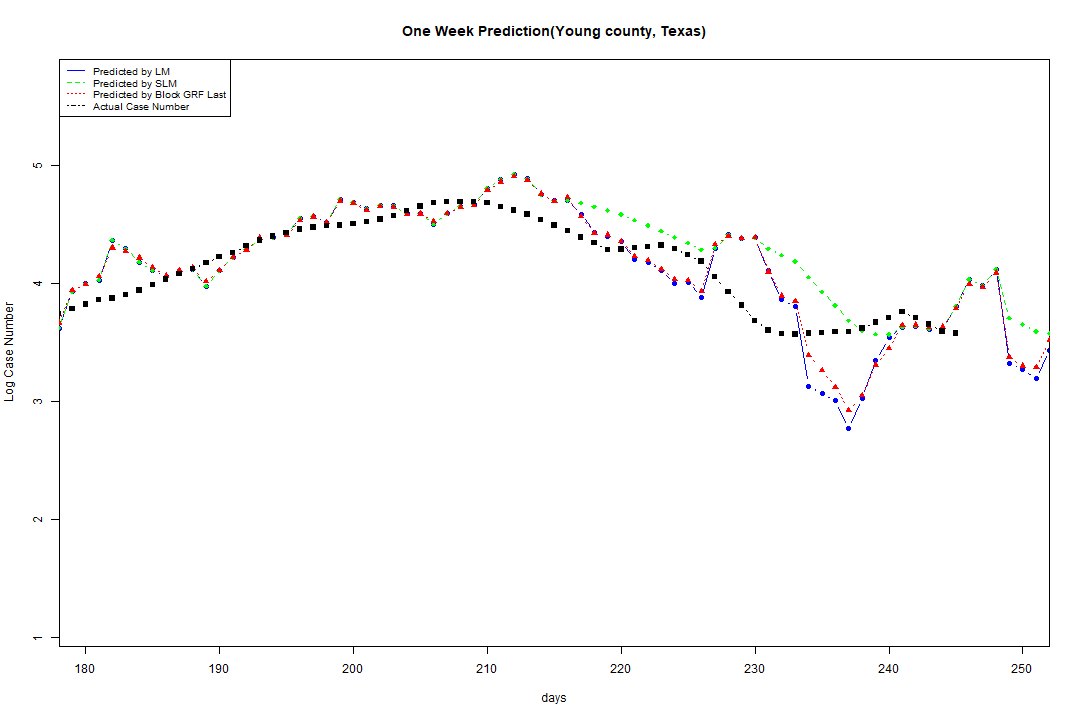 One Week Prediction(Young county, Texas)
Predicted by LM
Predicted by SLM
Predicted by Block GRF Last
Actual Case Number
5
4
3
2
1
Log Case Number
180 190 200 210 220 230 240 250
days